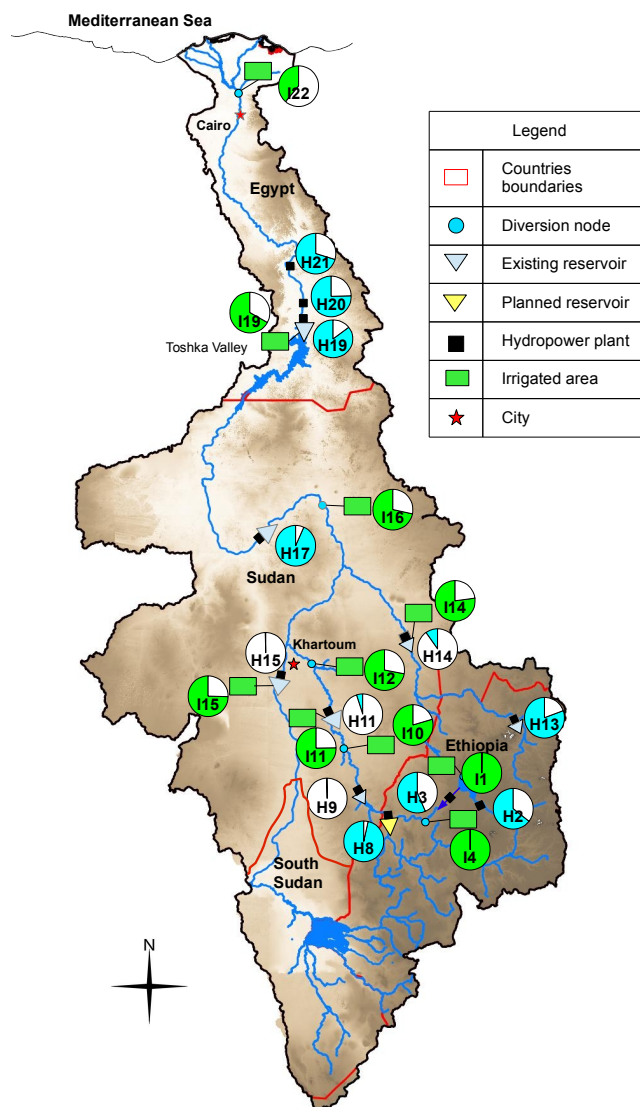 Mediterranean Sea
I22
Cairo
Egypt
H21
H20
I19
H19
Toshka Valley
I16
H17
Sudan
I14
Khartoum
H15
H14
I12
I15
H11
I10
H13
I11
Ethiopia
I1
H3
H9
H2
H8
I4
South
Sudan
N
Legend
Countries
boundaries
Diversion node
Existing reservoir
Planned reservoir
Hydropower plant
Irrigated area
City